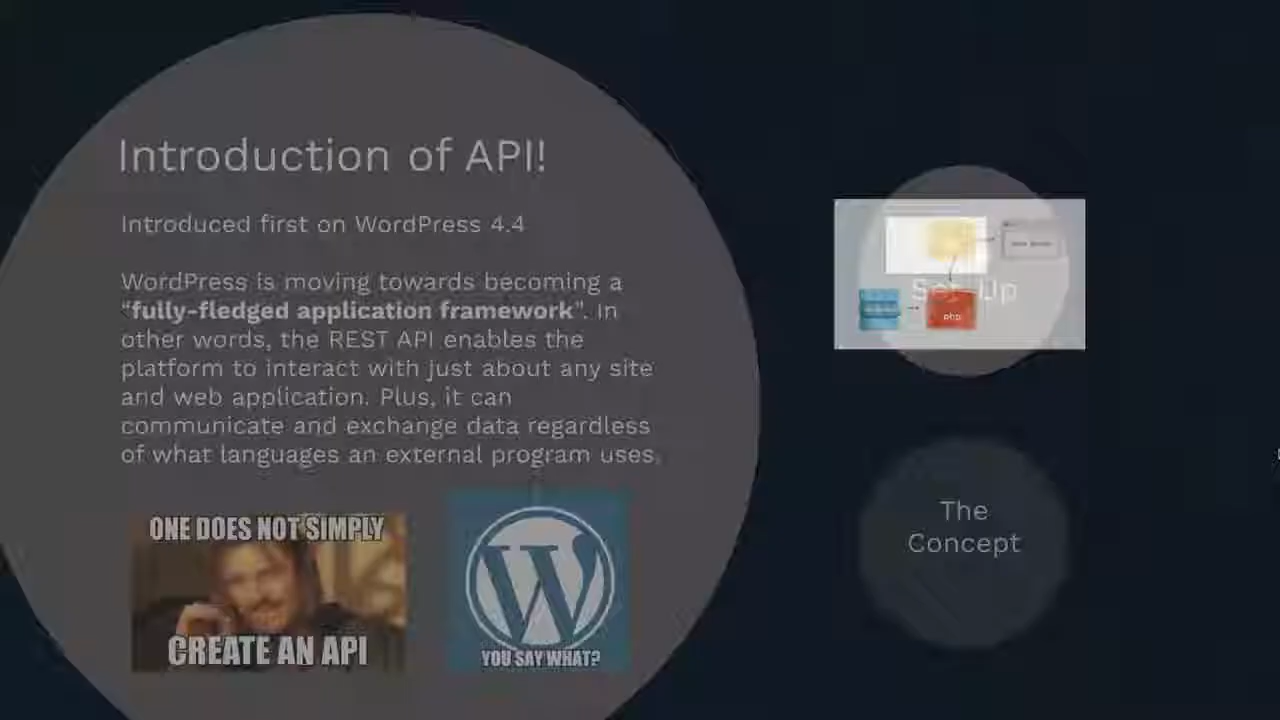 Introduction of API!
Introduced first on WordPress 4.4
WordPress is moving towards becoming a
“fully-fledged application framework”. In
other words, the REST API enables the
platform to interact with just about any site
and web application. Plus, it can
communicate and exchange data regardless
of what languages an external program uses.
ONE DOES NOT SIMPLY
CREATE AN API
W
YOU SAY WHAT?
Set Up
php
The
Concept